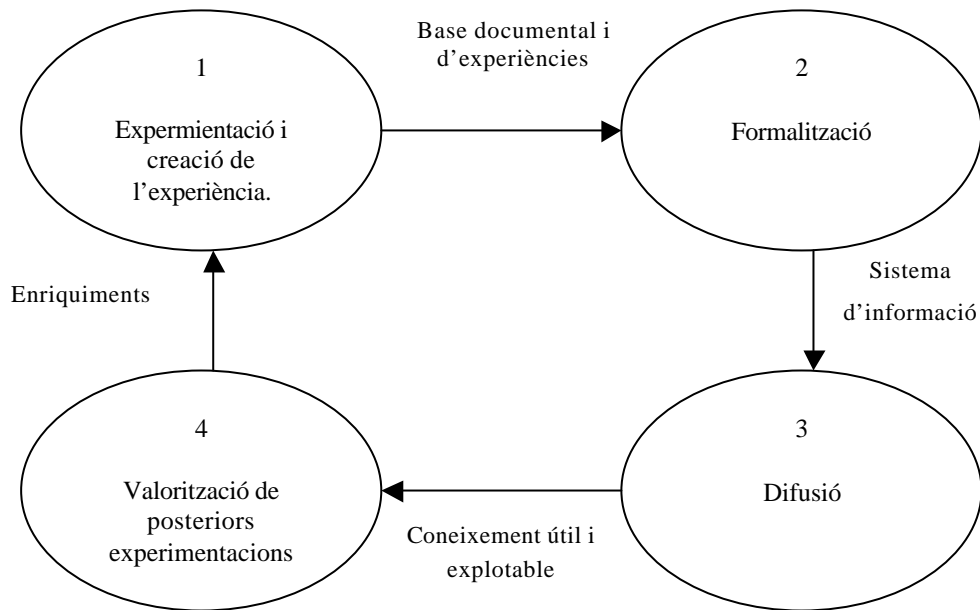 1
Expermientació i
creació de
l’experiència.
Base documental i
d’experiències
2
Formalització
Sistema
d’informació
3
Difusió
Coneixement útil i
explotable
4
Valorització de
posteriors
experimentacions
Enriquiments